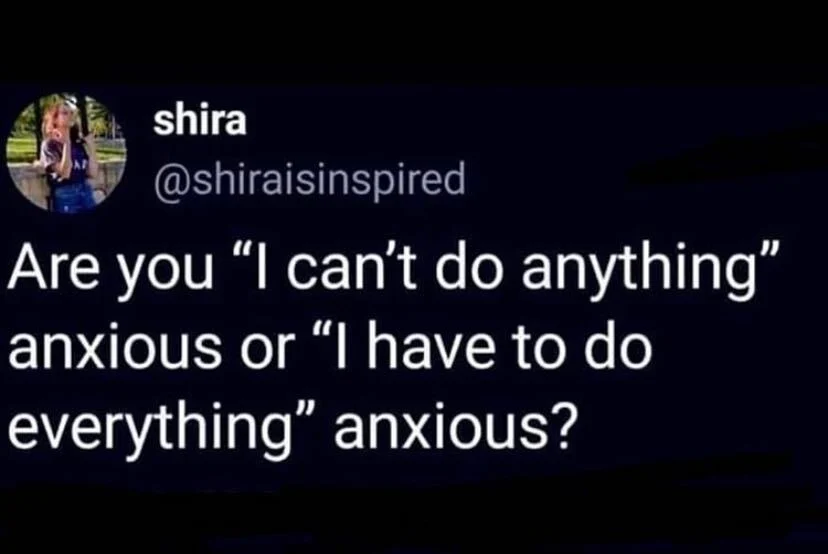 shira
@shiraisinspired
Are you “I can’t do anything”
anxious or “I have to do
everything” anxious?